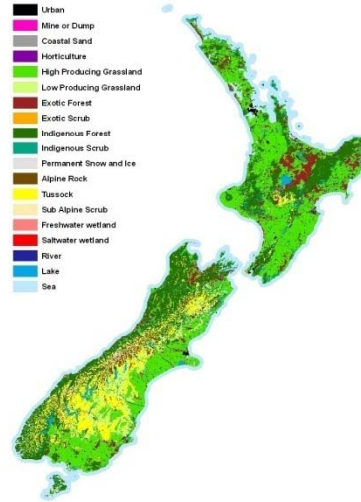 Urban
Mine or Dump
Coastal Sand
Horticulture
High Producing Grassland
Low Producing Grassland
Exotic Forest
Exotic Scrub
Indigenous Forest
Indigenous Scrub
Permanent Snow and Ice
Alpine Rock
Tussock
Sub Alpine Scrub
Freshwater wetland
Saltwater wetland
River
Lake
Sea